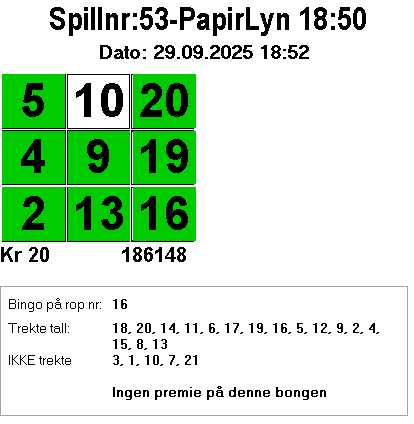 Spillnr:53-PapirLyn 18:50
Dato: 29.09.2025 18:52
5 10 20
4 9 19
2 13 16
Kr 20 186148
Bingo på rop nr: 16
Trekte tall: 18, 20, 14, 11, 6, 17, 19, 16, 5, 12, 9, 2, 4,
15, 8, 13
IKKE trekte 3, 1, 10, 7, 21
Ingen premie på denne bongen